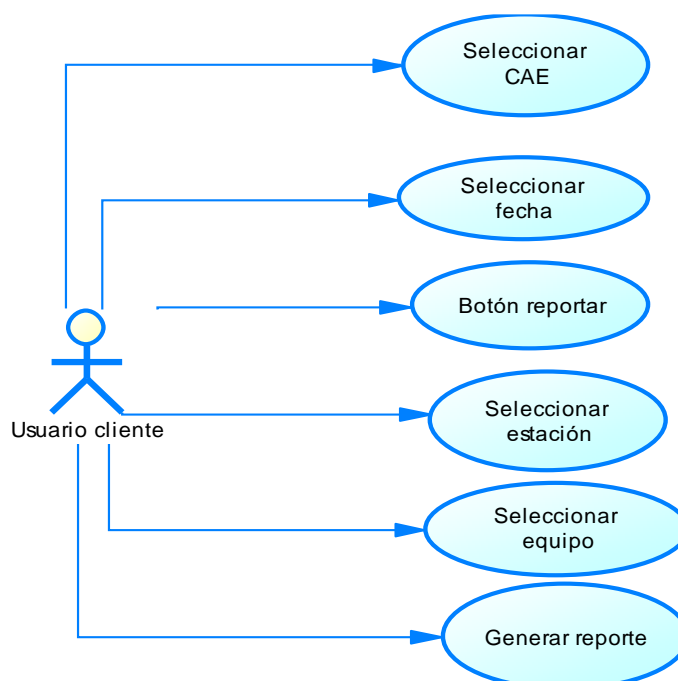 Seleccionar
CAE
Seleccionar
fecha
Botón reportar
Seleccionar
estación
Usuario cliente
Seleccionar
equipo
Generar reporte